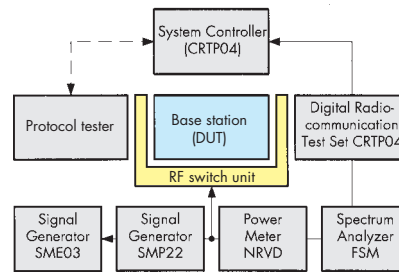 System Controller
(CRTP04)
Protocol tester
Base station
(DUT)
Digital Radio-
communication
Test Set CRTP04
RF switch unit
Signal
Generator
SME03
Signal
Generator
SMP22
Power
Meter
NRVD
Spectrum
Analyzer
FSM